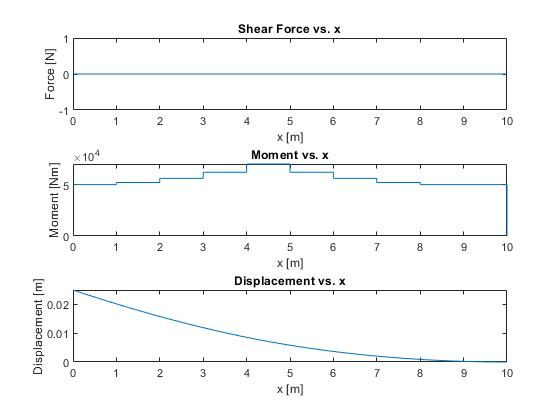 Shear Force vs. x
Force [N]
1
0
-1
0 1 2 3 4 5 6 7 8 9 10
x [m]
Moment vs. x
×10^4
Moment [Nm]
5
0
0 1 2 3 4 5 6 7 8 9 10
x [m]
Displacement vs. x
Displacement [m]
0.02
0.01
0
0 1 2 3 4 5 6 7 8 9 10
x [m]